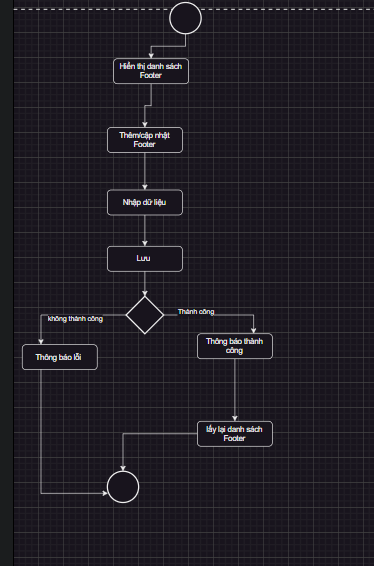 Hiển thị danh sách
Footer
Thêm/cập nhật
Footer
Nhập dữ liệu
Lưu
không thành công
Thành công
Thông báo lỗi
Thông báo thành
công
lấy lại danh sách
Footer